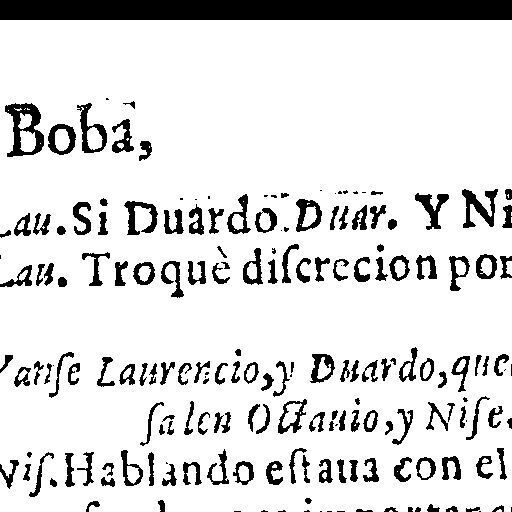 Boba,
Lau. Si Duardo. Duar. Y Ni
Lau. Troquè diſcrecion por
Vanſe Laurencio, y Duardo, que
ſalen Octauio, y Niſe.
Niſ. Hablando eſtaua con el